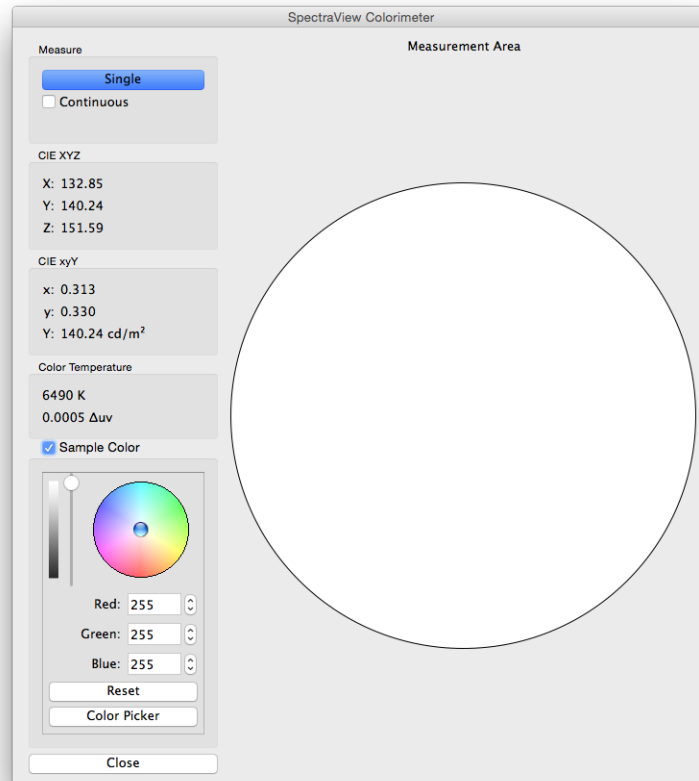 SpectraView Colorimeter
Measure
Single
Continuous
CIE XYZ
X: 132.85
Y: 140.24
Z: 151.59
CIE xyY
x: 0.313
y: 0.330
Y: 140.24 cd/m²
Color Temperature
6490 K
0.0005 Δuv
Sample Color
Red: 255
Green: 255
Blue: 255
Reset
Color Picker
Close
Measurement Area